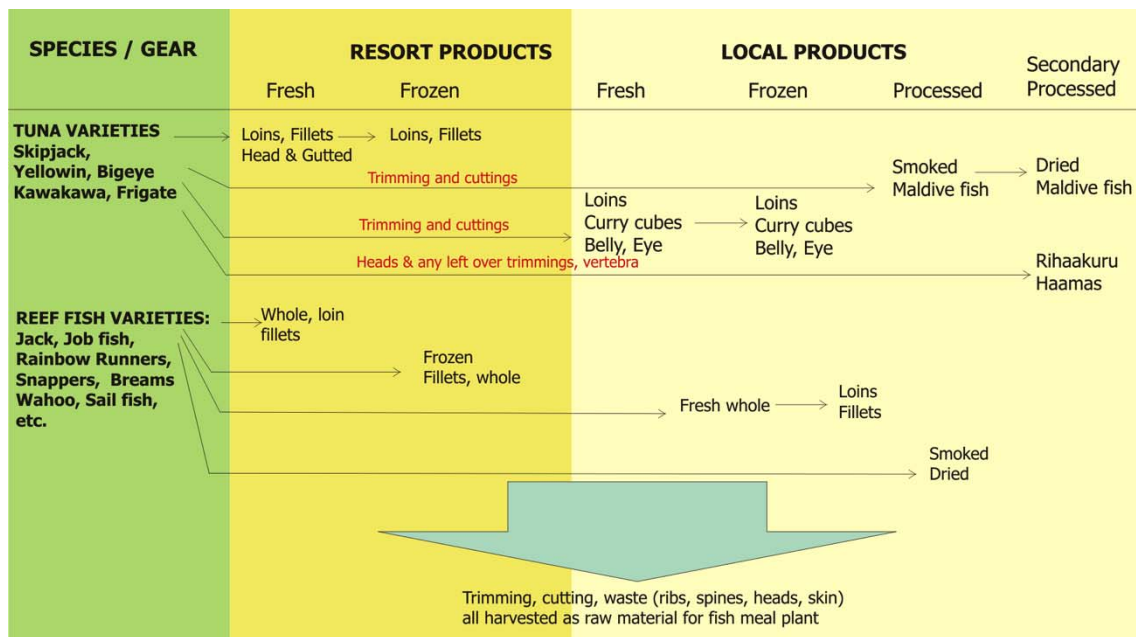 SPECIES / GEAR
RESORT PRODUCTS
LOCAL PRODUCTS
Fresh
Frozen
Fresh
Frozen
Processed
Secondary
Processed
TUNA VARIETIES
Skipjack,
Yellowin, Bigeye
Kawakawa, Frigate
Loins, Fillets
Head & Gutted
Loins, Fillets
Trimming and cuttings
Smoked
Maldive fish
Dried
Maldive fish
Trimming and cuttings
Loins
Curry cubes
Belly, Eye
Loins
Curry cubes
Belly, Eye
Heads & any left over trimmings, vertebra
Rihaakuru
Haamas
REEF FISH VARIETIES:
Jack, Job fish,
Rainbow Runners,
Snappers, Breams
Wahoo, Sail fish,
etc.
Whole, loin
fillets
Frozen
Fillets, whole
Fresh whole
Loins
Fillets
Smoked
Dried
Trimming, cutting, waste (ribs, spines, heads, skin)
all harvested as raw material for fish meal plant